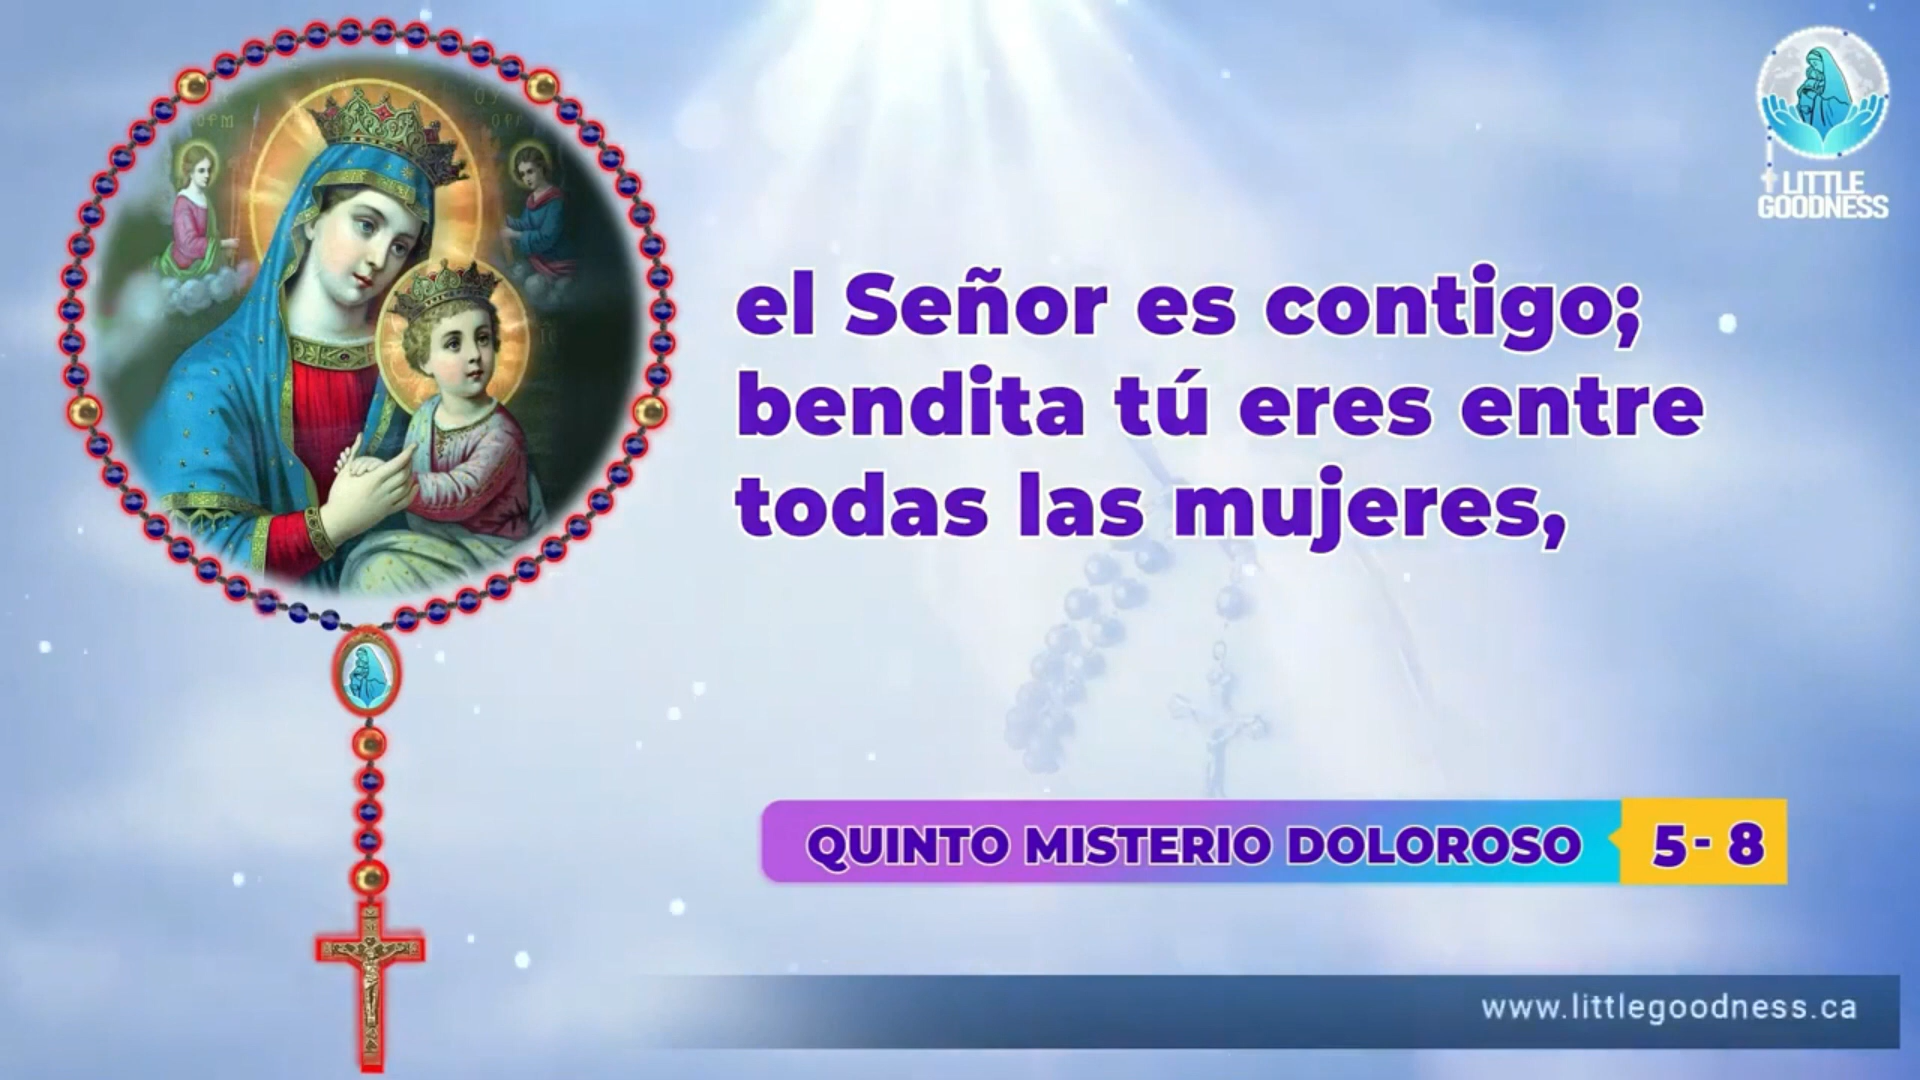 LITTLE
GOODNESS
el Señor es contigo;
bendita tú eres entre
todas las mujeres,
QUINTO MISTERIO DOLOROSO 5 - 8
www.littlegoodness.ca